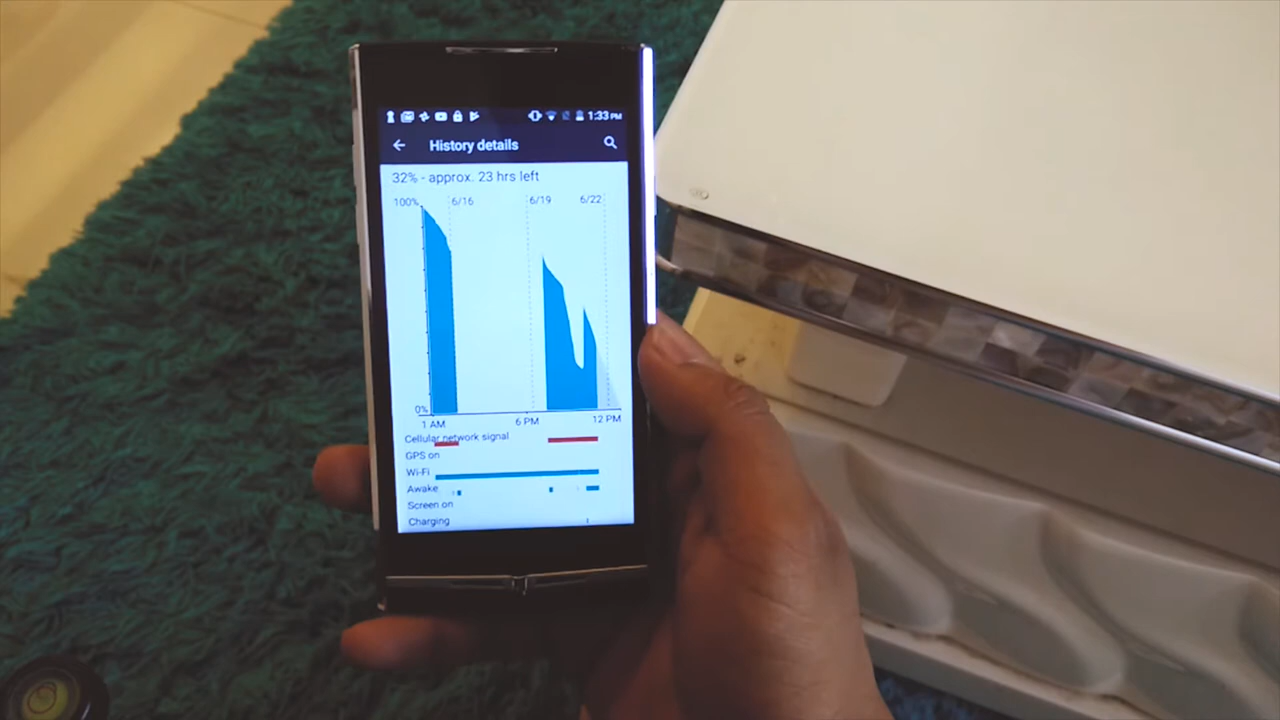 1:33 PM
History details
32% - approx. 23 hrs left
100%
6/16
6/19
6/22
0%
1 AM
6 PM
12 PM
Cellular network signal
GPS on
Wi-Fi
Awake
Screen on
Charging